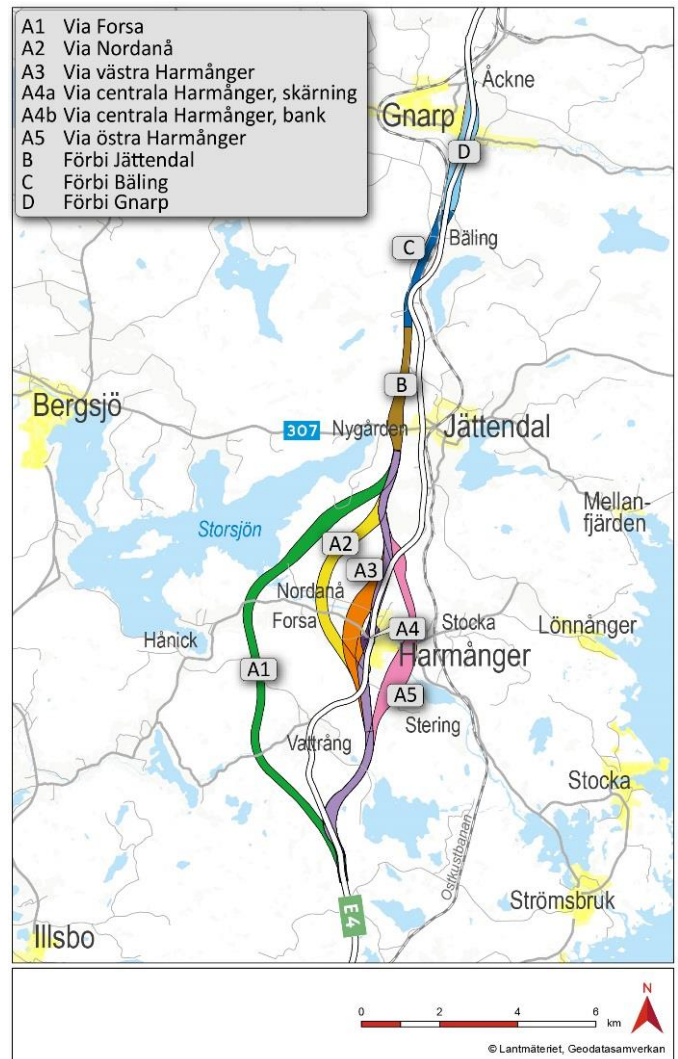 A1 Via Forsa
A2 Via Nordanå
A3 Via västra Harmånger
A4a Via centrala Harmånger, skärning
A4b Via centrala Harmånger, bank
A5 Via östra Harmånger
B Förbi Jättendal
C Förbi Bäling
D Förbi Gnarp
Åckne
Gnarp
D
C
Bäling
B
Bergsjö
307
Nygården
Jättendal
Mellan-
fjärden
Storsjön
A2
A3
Nordanå
Forsa
A4
Stocka
Lönnånger
Hånick
Harmånger
A1
A5
Stering
Vattrång
Stocka
Ostkustbanan
Strömsbruk
E4
Illsbo
N
0 2 4 6
km
© Lantmäteriet, Geodatasamverkan